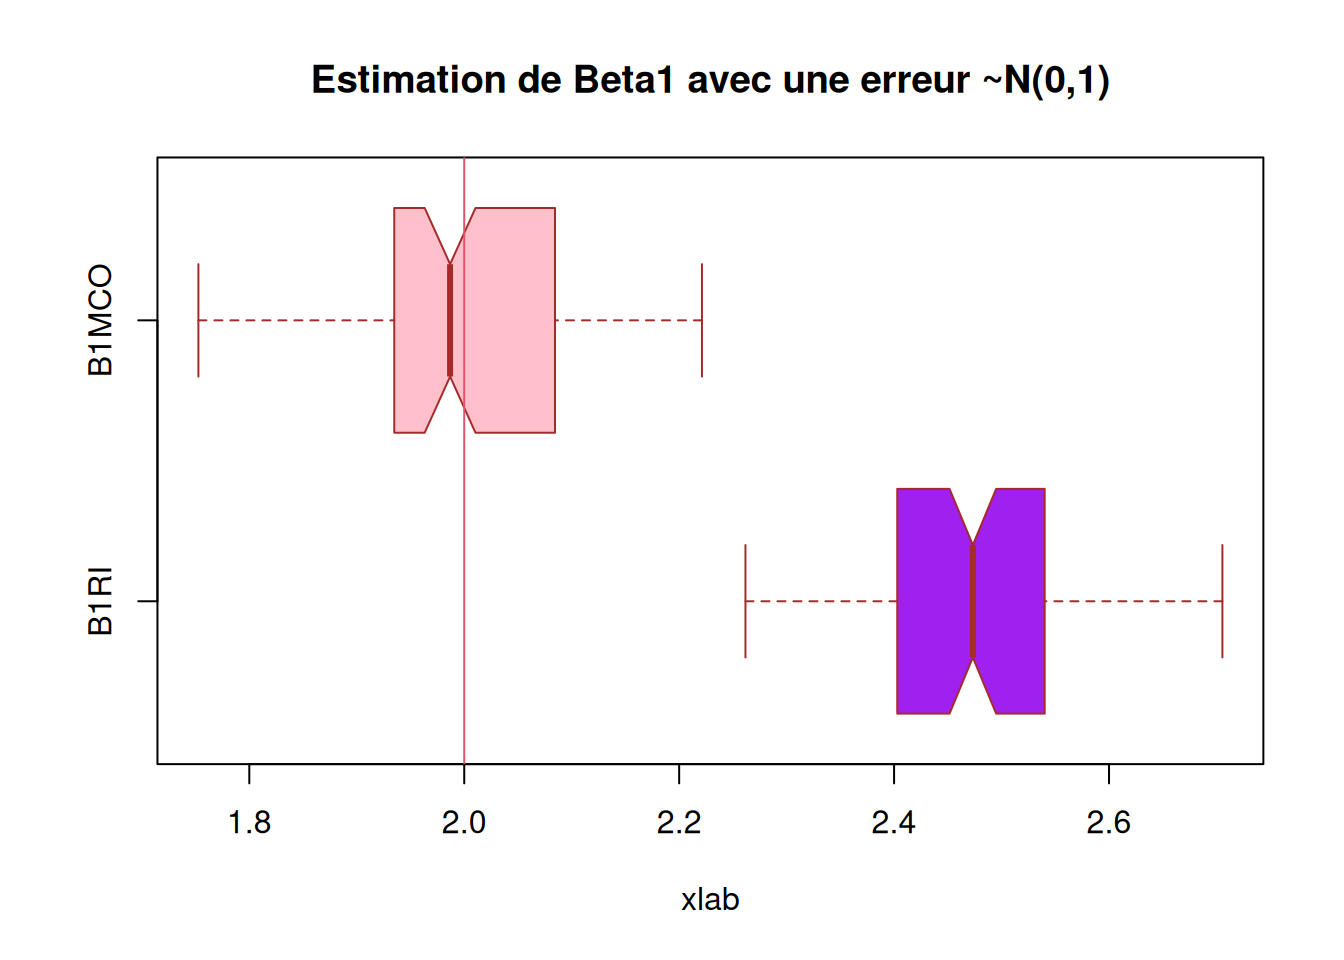 Estimation de Beta1 avec une erreur ~N(0,1)
B1MCO
B1RI
1.8 2.0 2.2 2.4 2.6
xlab